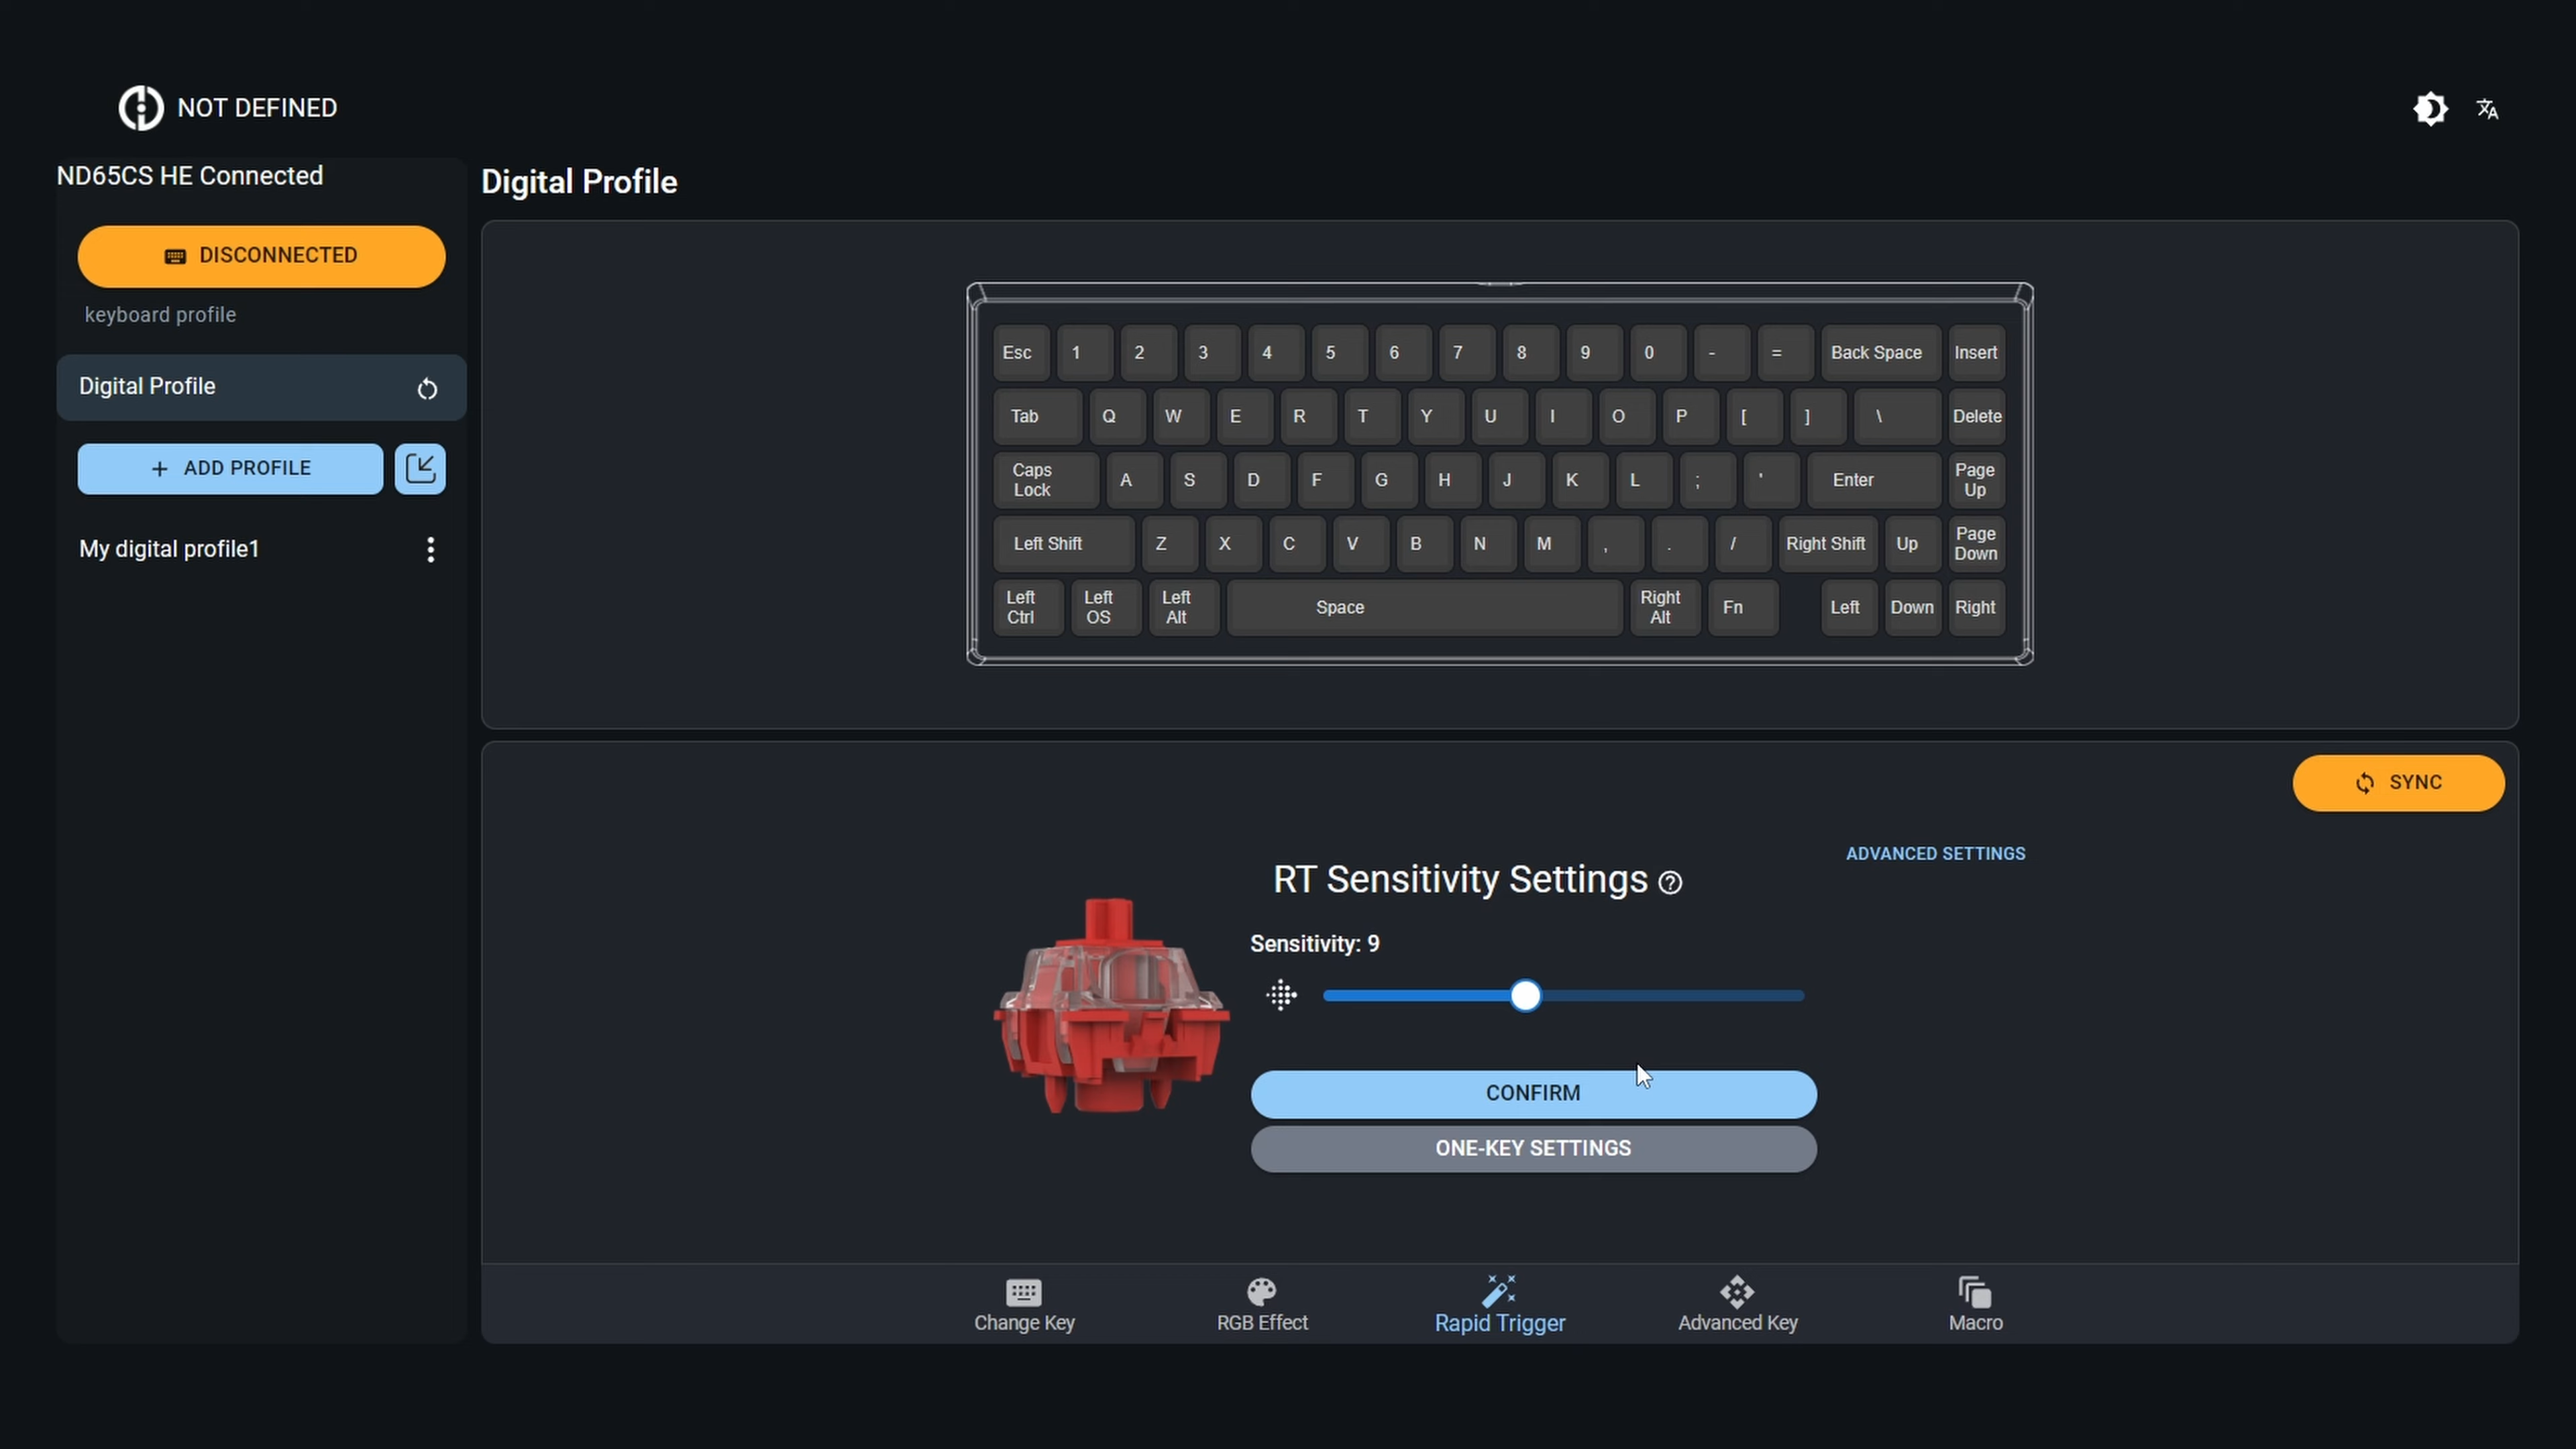 NOT DEFINED
ND65CS HE Connected
DISCONNECTED
keyboard profile
Digital Profile
+ ADD PROFILE
My digital profile1
Digital Profile
Esc 1 2 3 4 5 6 7 8 9 0 - = Back Space Insert
Tab Q W E R T Y U I O P [ ] \ Delete
Caps Lock A S D F G H J K L ; ' Enter Page Up
Left Shift Z X C V B N M , . / Right Shift Up Page Down
Left Ctrl Left OS Left Alt Space Right Alt Fn Left Down Right
SYNC
ADVANCED SETTINGS
RT Sensitivity Settings ?
Sensitivity: 9
CONFIRM
ONE-KEY SETTINGS
Change Key RGB Effect Rapid Trigger Advanced Key Macro